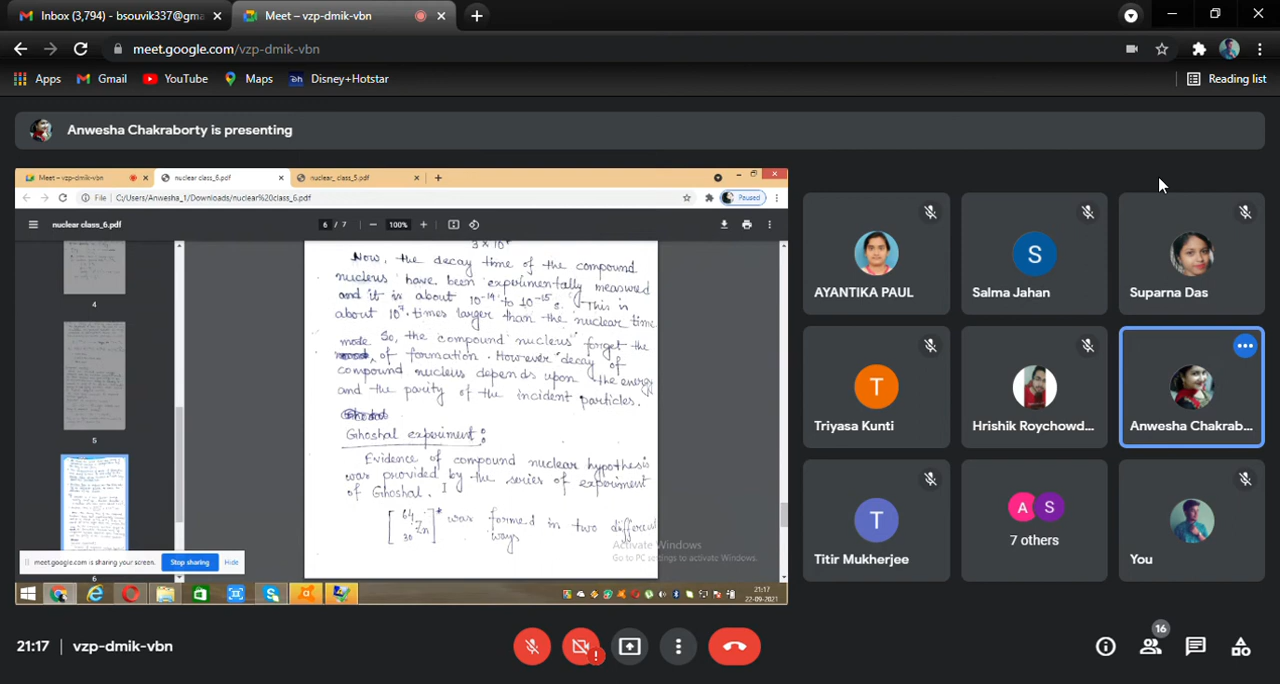 Inbox (3,794) - bsouvik337@gma
Meet – vzp-dmik-vbn
meet.google.com/vzp-dmik-vbn
Apps Gmail YouTube Maps Disney+Hotstar
Reading list
Anwesha Chakraborty is presenting
Meet – vzp-dmik-vbn
nuclear class_6.pdf
nuclear_ class_5.pdf
File C:/Users/Anwesha_1/Downloads/nuclear%20class_6.pdf
Paused
nuclear class_6.pdf
6 / 7
100%
4
5
6
Now, the decay time of the compound
nucleus have been experimentally measured
and it is about 10⁻¹⁴ to 10⁻¹⁵ s. This is
about 10⁷ times larger than the nuclear time
So, the compound nucleus forget the
mode of formation. However decay of
compound nucleus depends upon the energy
and the parity of the incident particles.
Ghoshal experiment:
Evidence of compound nuclear hypothesis
was provided by the series of experiment
of Ghoshal.
[⁶⁴₃₀Zn]* was formed in two different
ways
Activate Windows
Go to PC settings to activate Windows.
meet.google.com is sharing your screen.
Stop sharing
Hide
21:17
22-09-2021
AYANTIKA PAUL
S
Salma Jahan
Suparna Das
T
Triyasa Kunti
Hrishik Roychowd...
Anwesha Chakrab...
T
Titir Mukherjee
A S
7 others
You
21:17
vzp-dmik-vbn
16